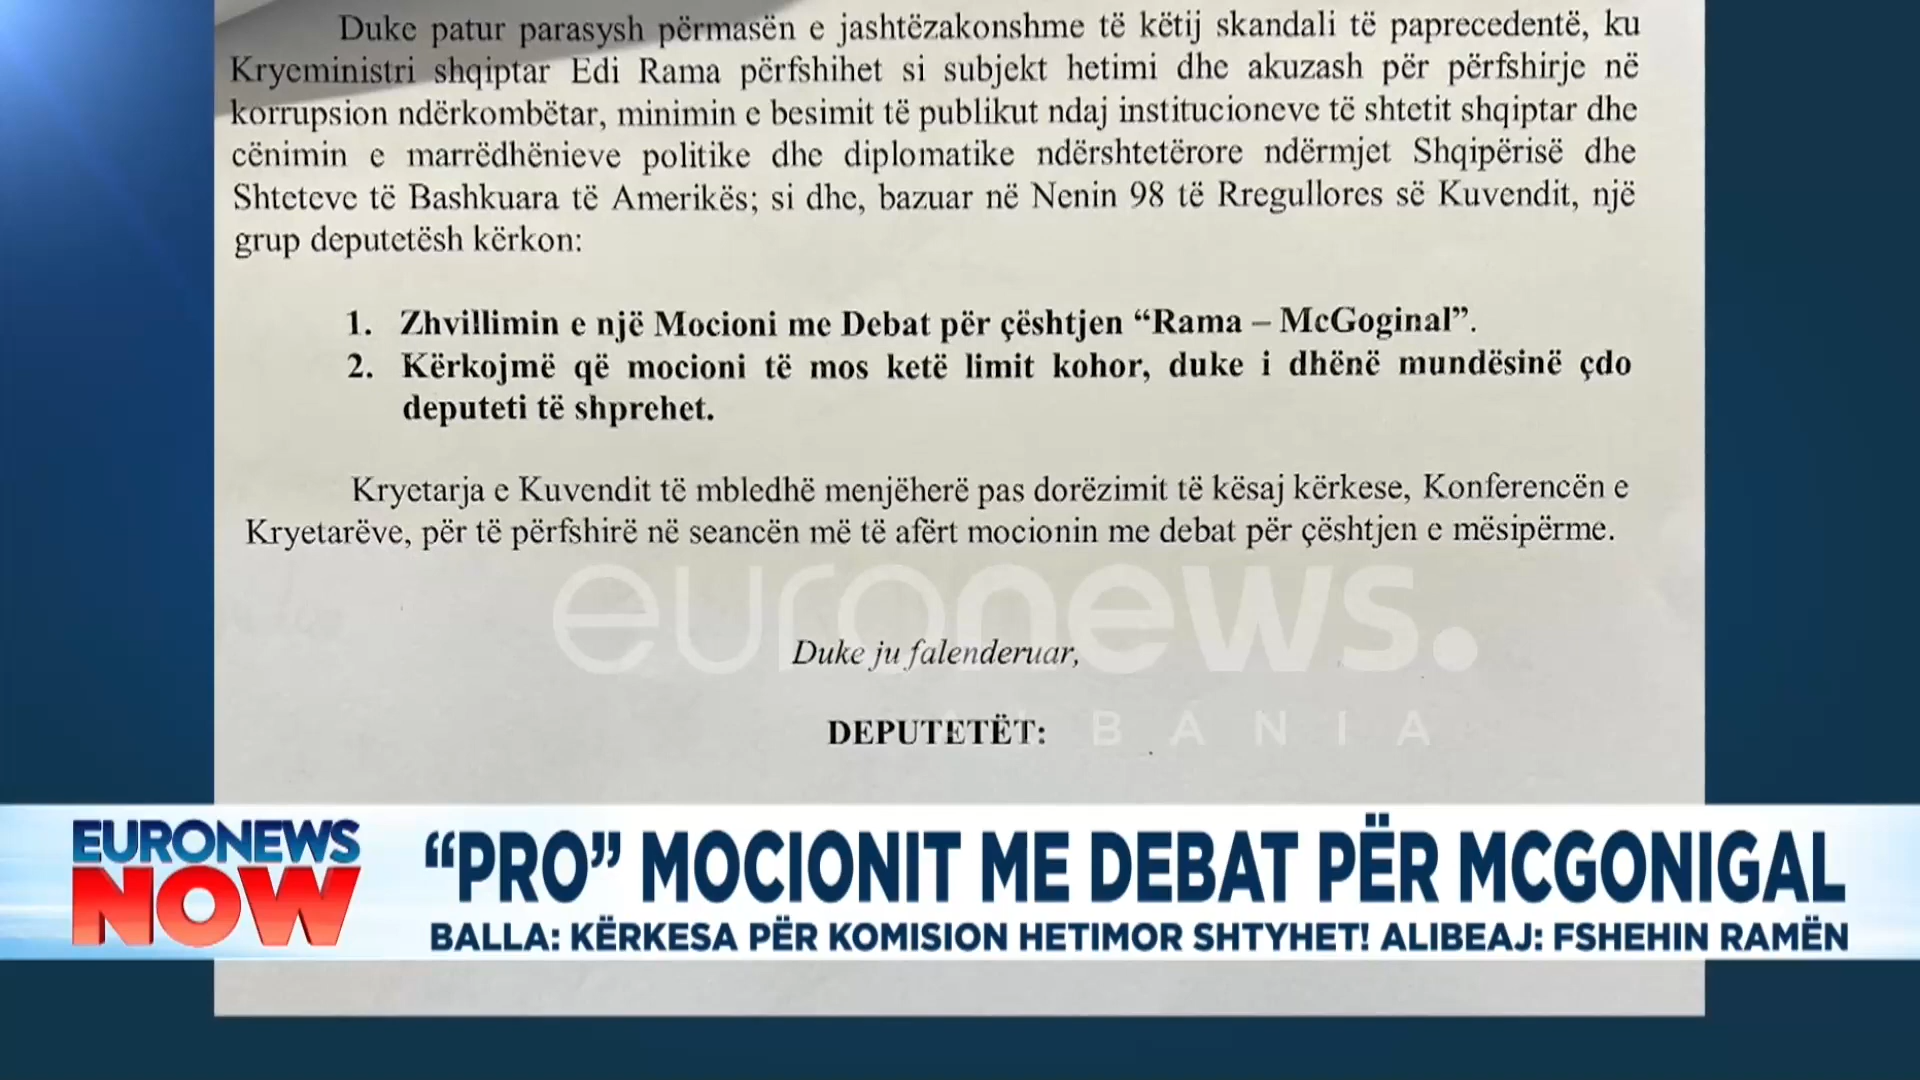 Duke patur parasysh përmasën e jashtëzakonshme të këtij skandali të paprecedentë, ku
Kryeministri shqiptar Edi Rama përfshihet si subjekt hetimi dhe akuzash për përfshirje në
korrupsion ndërkombëtar, minimin e besimit të publikut ndaj institucioneve të shtetit shqiptar dhe
cënimin e marrëdhënieve politike dhe diplomatike ndërshtetërore ndërmjet Shqipërisë dhe
Shteteve të Bashkuara të Amerikës; si dhe, bazuar në Nenin 98 të Rregullores së Kuvendit, një
grup deputetësh kërkon:
1. Zhvillimin e një Mocioni me Debat për çështjen “Rama – McGoginal”.
2. Kërkojmë që mocioni të mos ketë limit kohor, duke i dhënë mundësinë çdo
deputeti të shprehet.
Kryetarja e Kuvendit të mbledhë menjëherë pas dorëzimit të kësaj kërkese, Konferencën e
Kryetarëve, për të përfshirë në seancën më të afërt mocionin me debat për çështjen e mësipërme.
euronews.
Duke ju falenderuar,
DEPUTETËT:
ALBANIA
EURONEWS
NOW
“PRO” MOCIONIT ME DEBAT PËR MCGONIGAL
BALLA: KËRKESA PËR KOMISION HETIMOR SHTYHET! ALIBEAJ: FSHEHIN RAMËN